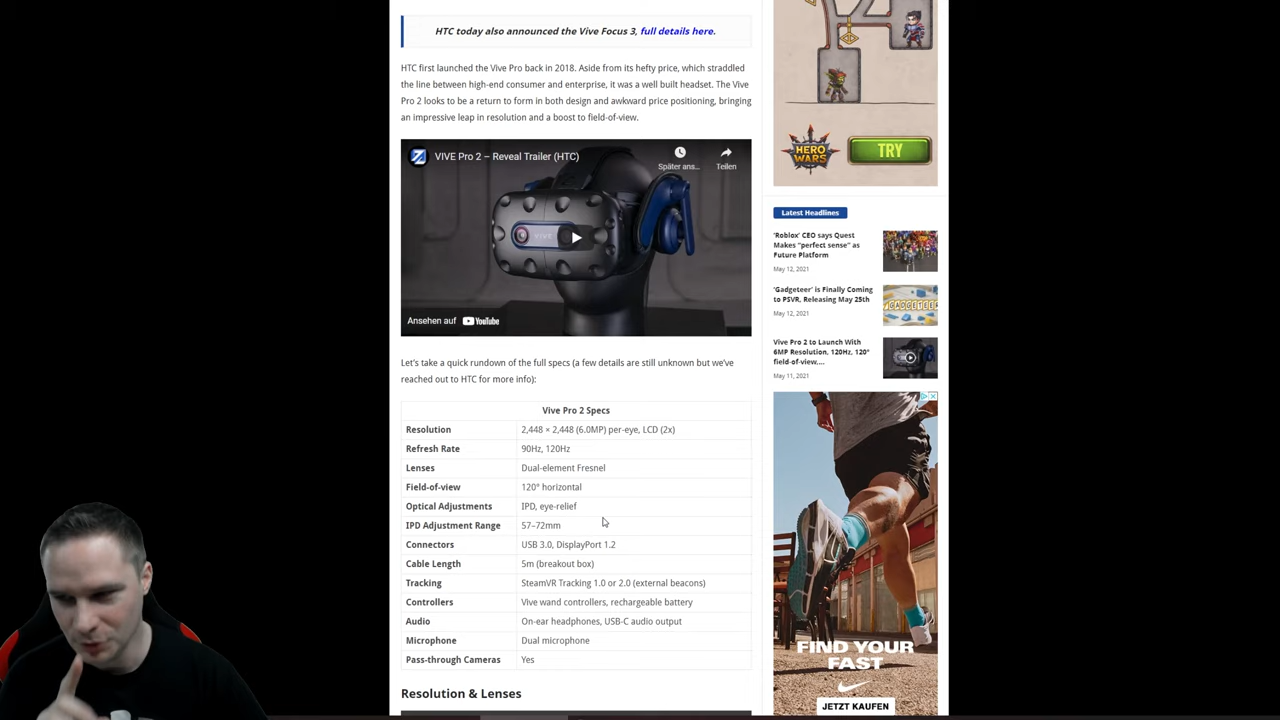 HTC today also announced the Vive Focus 3, full details here.
HTC first launched the Vive Pro back in 2018. Aside from its hefty price, which straddled
the line between high-end consumer and enterprise, it was a well built headset. The Vive
Pro 2 looks to be a return to form in both design and awkward price positioning, bringing
an impressive leap in resolution and a boost to field-of-view.
VIVE Pro 2 – Reveal Trailer (HTC)
Später ans...
Teilen
VIVE
Ansehen auf YouTube
Let's take a quick rundown of the full specs (a few details are still unknown but we've
reached out to HTC for more info):
Vive Pro 2 Specs
Resolution 2,448 × 2,448 (6.0MP) per-eye, LCD (2x)
Refresh Rate 90Hz, 120Hz
Lenses Dual-element Fresnel
Field-of-view 120° horizontal
Optical Adjustments IPD, eye-relief
IPD Adjustment Range 57–72mm
Connectors USB 3.0, DisplayPort 1.2
Cable Length 5m (breakout box)
Tracking SteamVR Tracking 1.0 or 2.0 (external beacons)
Controllers Vive wand controllers, rechargeable battery
Audio On-ear headphones, USB-C audio output
Microphone Dual microphone
Pass-through Cameras Yes
Resolution & Lenses
HERO
WARS
TRY
Latest Headlines
'Roblox' CEO says Quest
Makes "perfect sense" as
Future Platform
May 12, 2021
'Gadgeteer' is Finally Coming
to PSVR, Releasing May 25th
May 12, 2021
GADGETEER
Vive Pro 2 to Launch With
6MP Resolution, 120Hz, 120°
field-of-view,...
May 11, 2021
FIND YOUR
FAST
JETZT KAUFEN